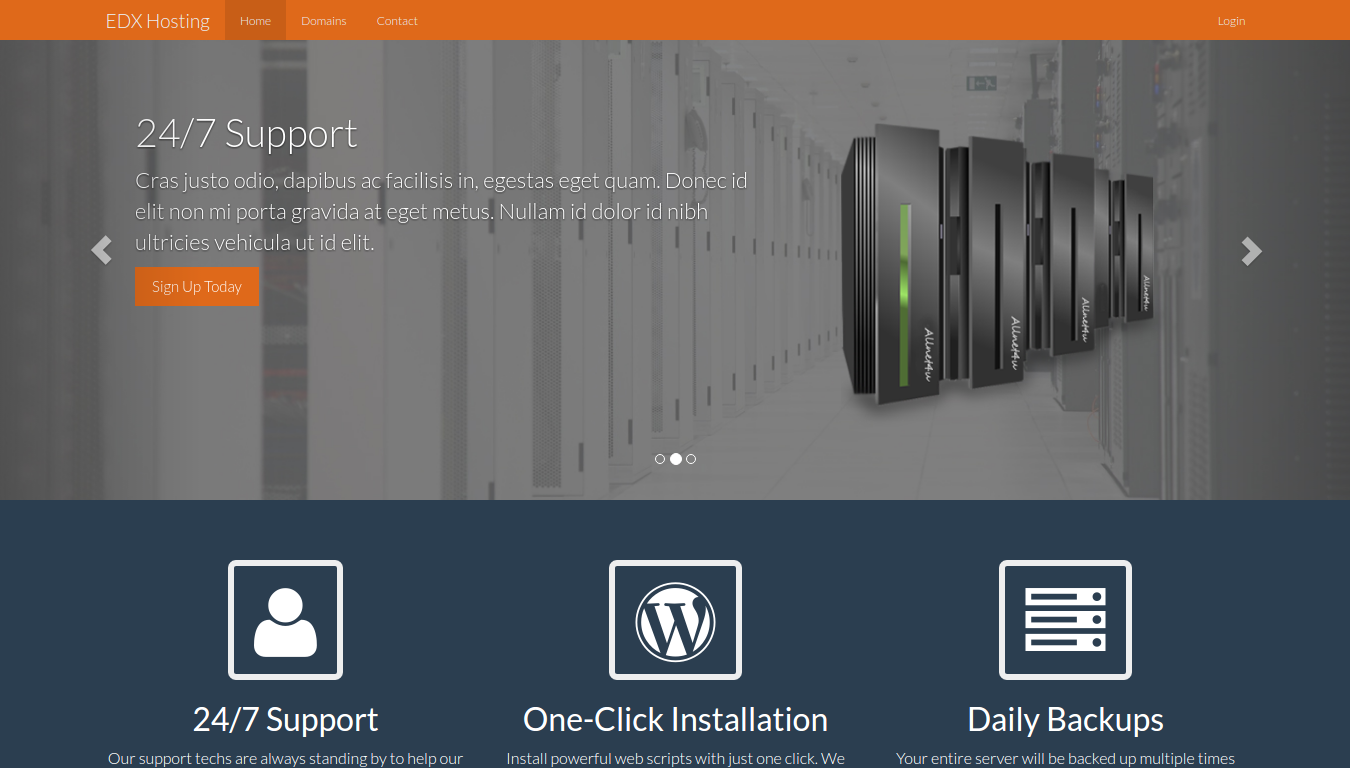 EDX Hosting Home Domains Contact Login
24/7 Support
Cras justo odio, dapibus ac facilisis in, egestas eget quam. Donec id
elit non mi porta gravida at eget metus. Nullam id dolor id nibh
ultricies vehicula ut id elit.
Sign Up Today
Allnet4u
Allnet4u
Allnet4u
Allnet4u
24/7 Support
One-Click Installation
Daily Backups
Our support techs are always standing by to help our
Install powerful web scripts with just one click. We
Your entire server will be backed up multiple times